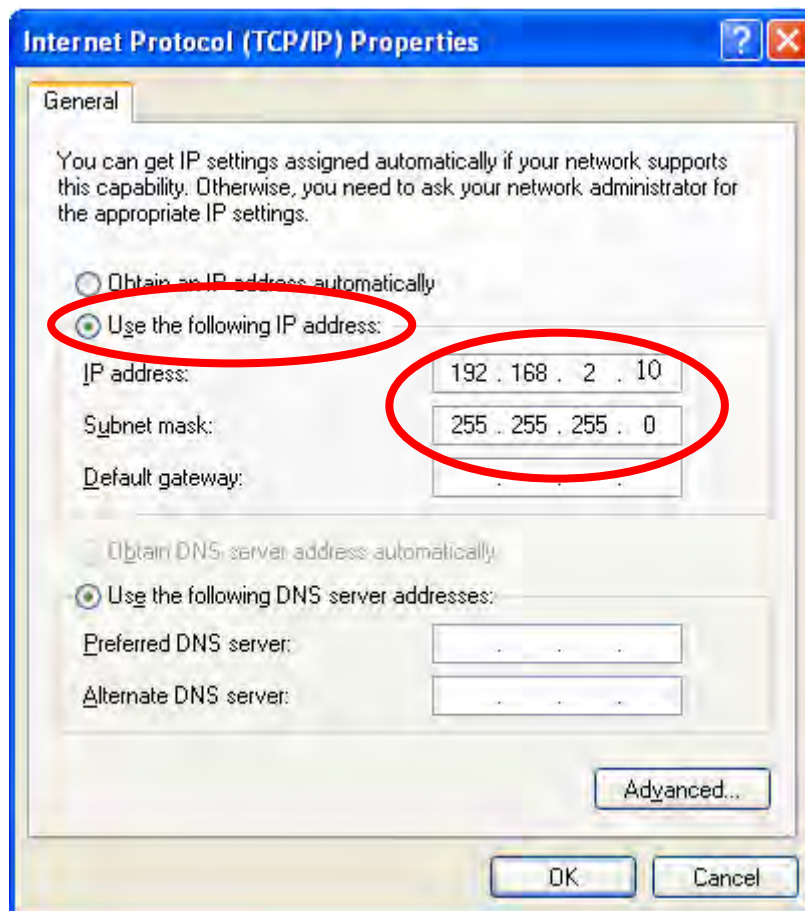 Internet Protocol (TCP/IP) Properties
General
You can get IP settings assigned automatically if your network supports
this capability. Otherwise, you need to ask your network administrator for
the appropriate IP settings.
Obtain an IP address automatically
Use the following IP address:
IP address: 192 . 168 . 2 . 10
Subnet mask: 255 . 255 . 255 . 0
Default gateway: . . .
Obtain DNS server address automatically
Use the following DNS server addresses:
Preferred DNS server: . . .
Alternate DNS server: . . .
Advanced...
OK Cancel